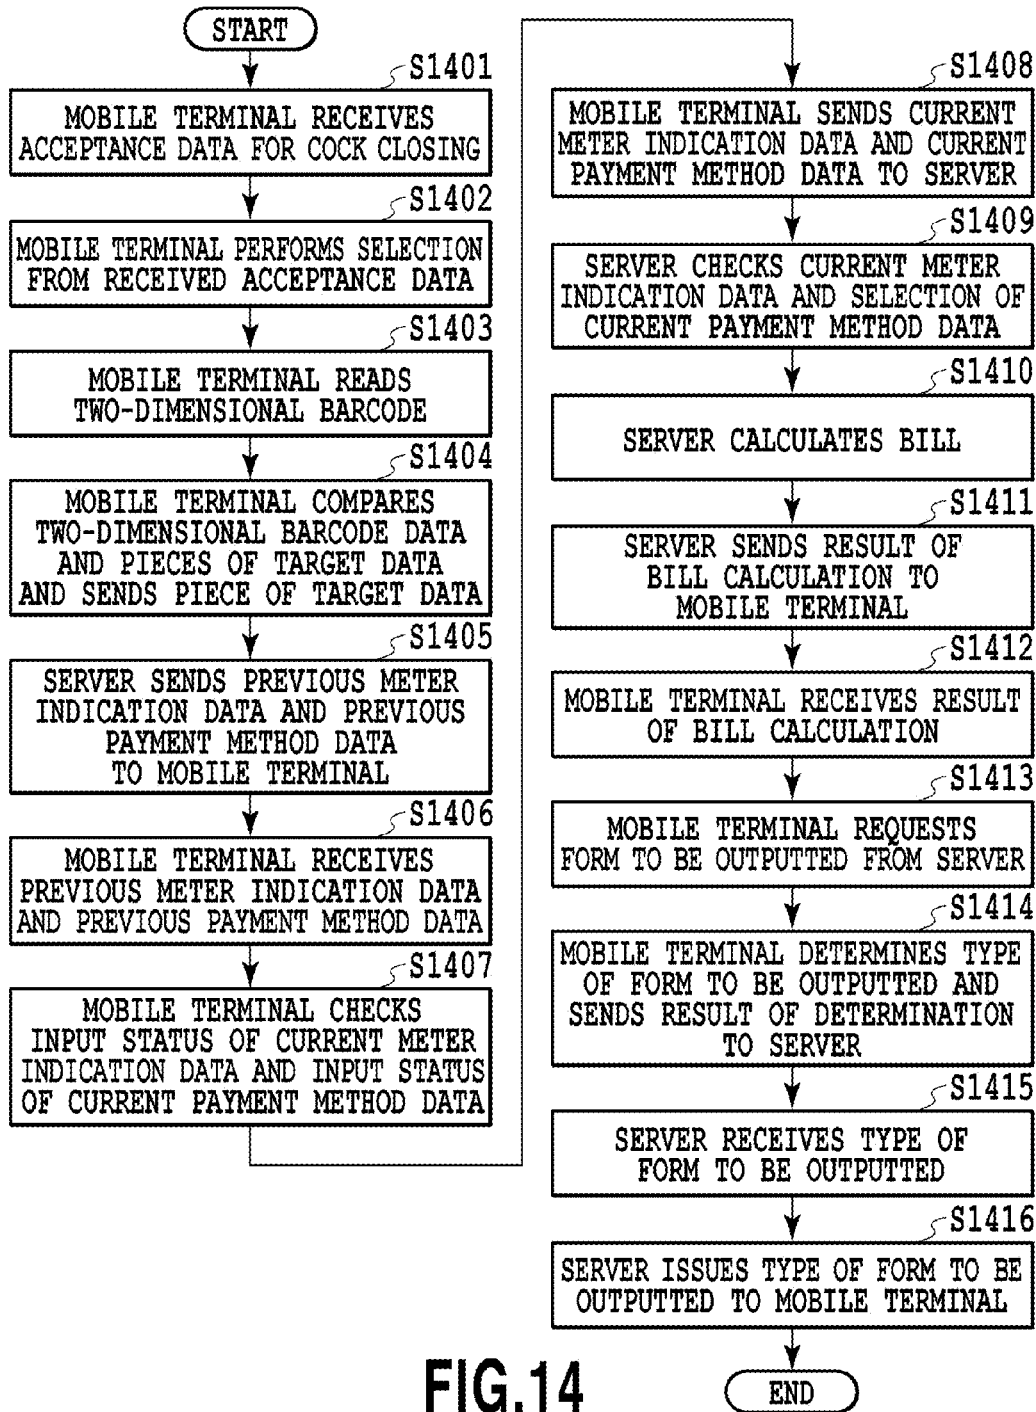 START
S1401
MOBILE TERMINAL RECEIVES
ACCEPTANCE DATA FOR COCK CLOSING
S1402
MOBILE TERMINAL PERFORMS SELECTION
FROM RECEIVED ACCEPTANCE DATA
S1403
MOBILE TERMINAL READS
TWO-DIMENSIONAL BARCODE
S1404
MOBILE TERMINAL COMPARES
TWO-DIMENSIONAL BARCODE DATA
AND PIECES OF TARGET DATA
AND SENDS PIECE OF TARGET DATA
S1405
SERVER SENDS PREVIOUS METER
INDICATION DATA AND PREVIOUS
PAYMENT METHOD DATA
TO MOBILE TERMINAL
S1406
MOBILE TERMINAL RECEIVES
PREVIOUS METER INDICATION DATA
AND PREVIOUS PAYMENT METHOD DATA
S1407
MOBILE TERMINAL CHECKS
INPUT STATUS OF CURRENT METER
INDICATION DATA AND INPUT STATUS
OF CURRENT PAYMENT METHOD DATA
S1408
MOBILE TERMINAL SENDS CURRENT
METER INDICATION DATA AND CURRENT
PAYMENT METHOD DATA TO SERVER
S1409
SERVER CHECKS CURRENT METER
INDICATION DATA AND SELECTION OF
CURRENT PAYMENT METHOD DATA
S1410
SERVER CALCULATES BILL
S1411
SERVER SENDS RESULT OF
BILL CALCULATION TO
MOBILE TERMINAL
S1412
MOBILE TERMINAL RECEIVES RESULT
OF BILL CALCULATION
S1413
MOBILE TERMINAL REQUESTS
FORM TO BE OUTPUTTED FROM SERVER
S1414
MOBILE TERMINAL DETERMINES TYPE
OF FORM TO BE OUTPUTTED AND
SENDS RESULT OF DETERMINATION
TO SERVER
S1415
SERVER RECEIVES TYPE OF
FORM TO BE OUTPUTTED
S1416
SERVER ISSUES TYPE OF FORM TO BE
OUTPUTTED TO MOBILE TERMINAL
END
FIG.14